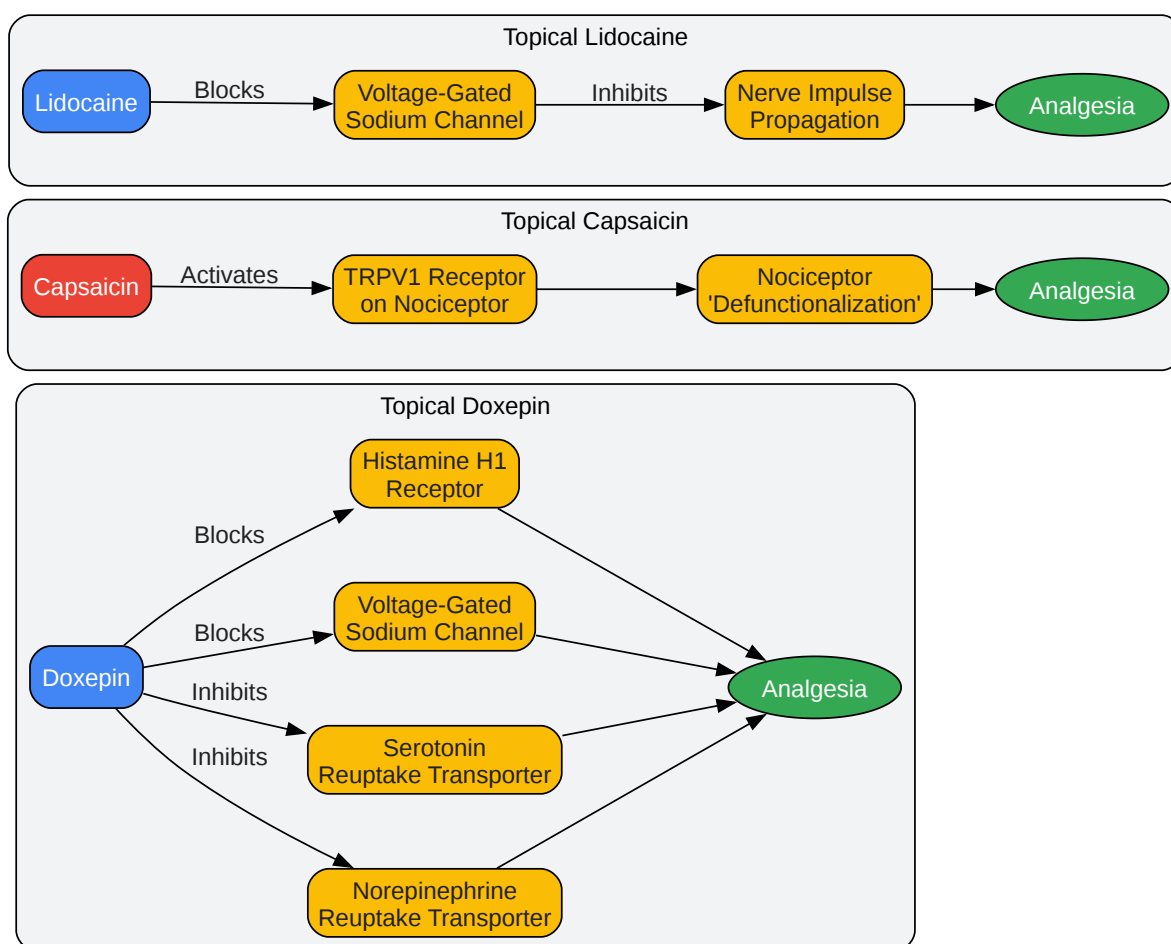 Topical Lidocaine
Lidocaine
Blocks
Voltage-Gated
Sodium Channel
Inhibits
Nerve Impulse
Propagation
Analgesia
Topical Capsaicin
Capsaicin
Activates
TRPV1 Receptor
on Nociceptor
Nociceptor
'Defunctionalization'
Analgesia
Topical Doxepin
Histamine H1
Receptor
Blocks
Voltage-Gated
Sodium Channel
Blocks
Doxepin
Inhibits
Analgesia
Serotonin
Reuptake Transporter
Inhibits
Norepinephrine
Reuptake Transporter